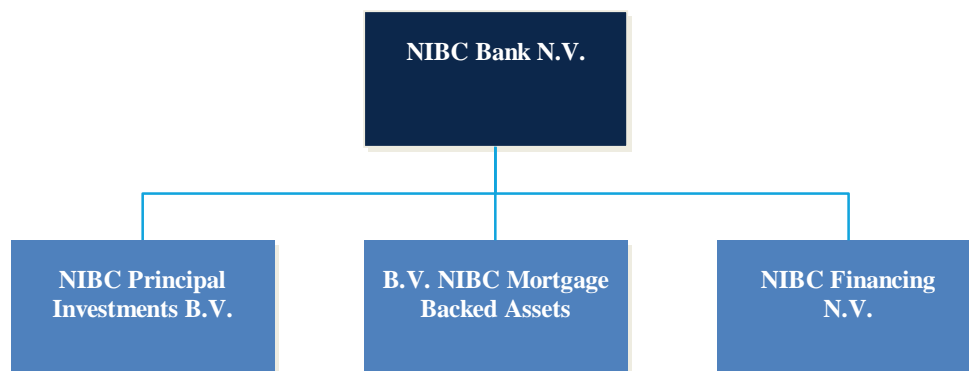 NIBC Bank N.V.
NIBC Principal
Investments B.V.
B.V. NIBC Mortgage
Backed Assets
NIBC Financing
N.V.